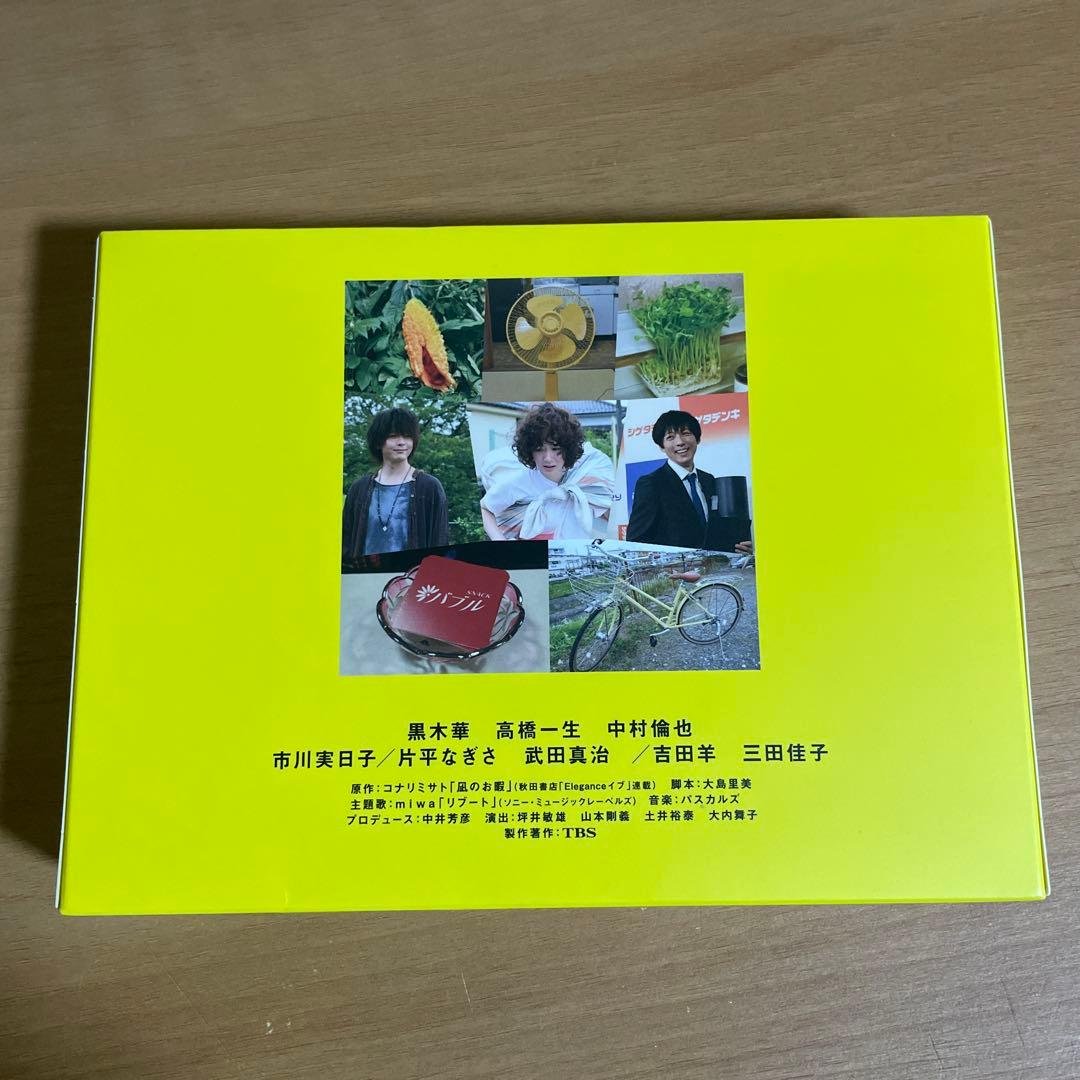 シゲタデンキ
ゲタデンキ
SNACK
バブル
黒木華 高橋一生 中村倫也
市川実日子/片平なぎさ 武田真治 /吉田羊 三田佳子
原作:コナリミサト「凪のお暇」(秋田書店「Eleganceイブ」連載) 脚本:大島里美
主題歌:miwa「リブート」(ソニー・ミュージックレーベルズ) 音楽:パスカルズ
プロデュース:中井芳彦 演出:坪井敏雄 山本剛義 土井裕泰 大内舞子
製作著作:TBS